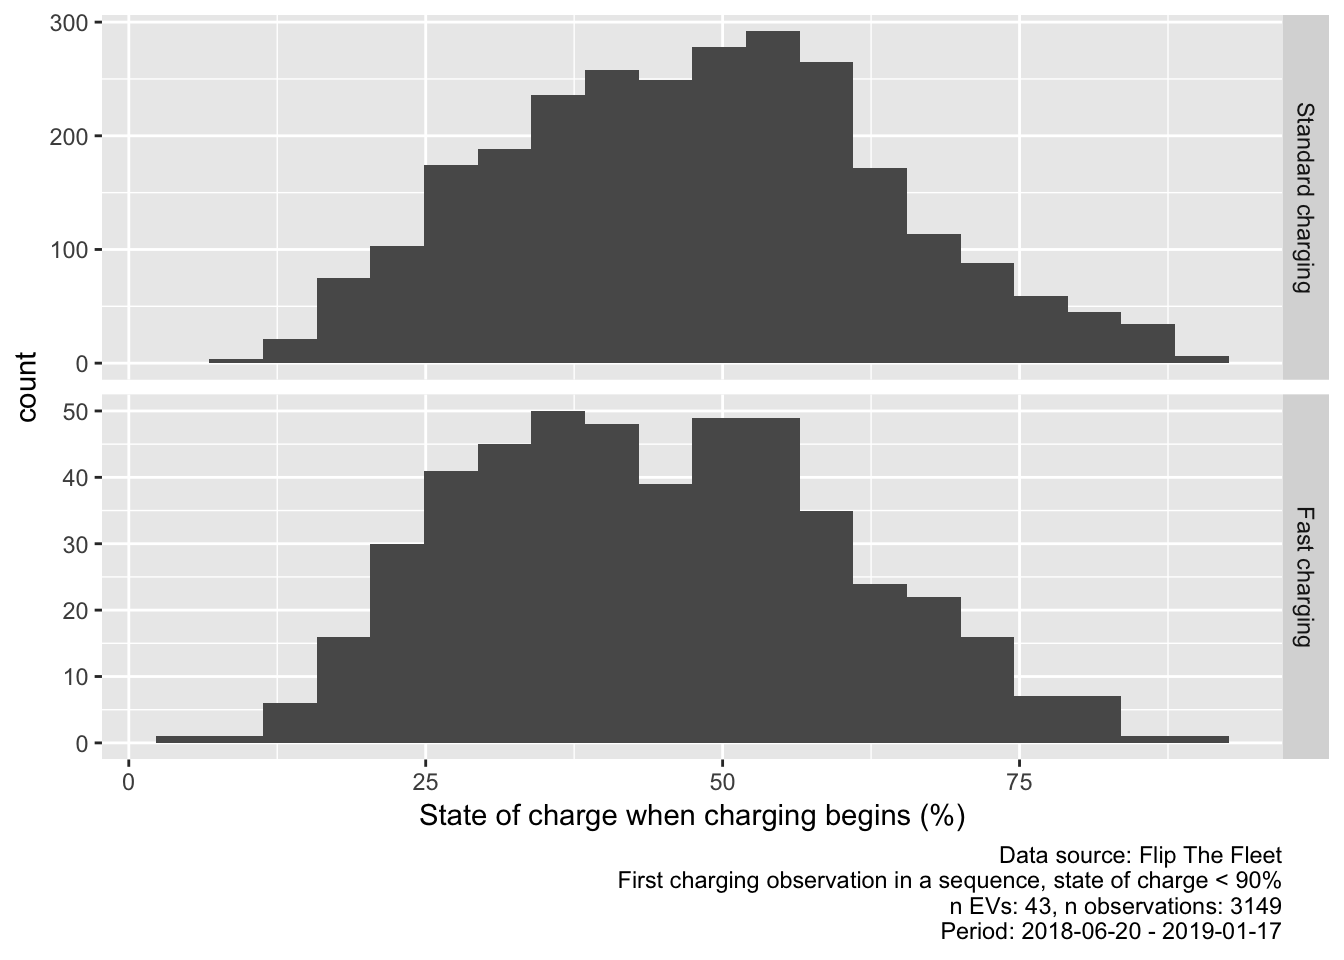 300
200
100
0
Standard charging
count
50
40
30
20
10
0
Fast charging
0 25 50 75
State of charge when charging begins (%)
Data source: Flip The Fleet
First charging observation in a sequence, state of charge < 90%
n EVs: 43, n observations: 3149
Period: 2018-06-20 - 2019-01-17